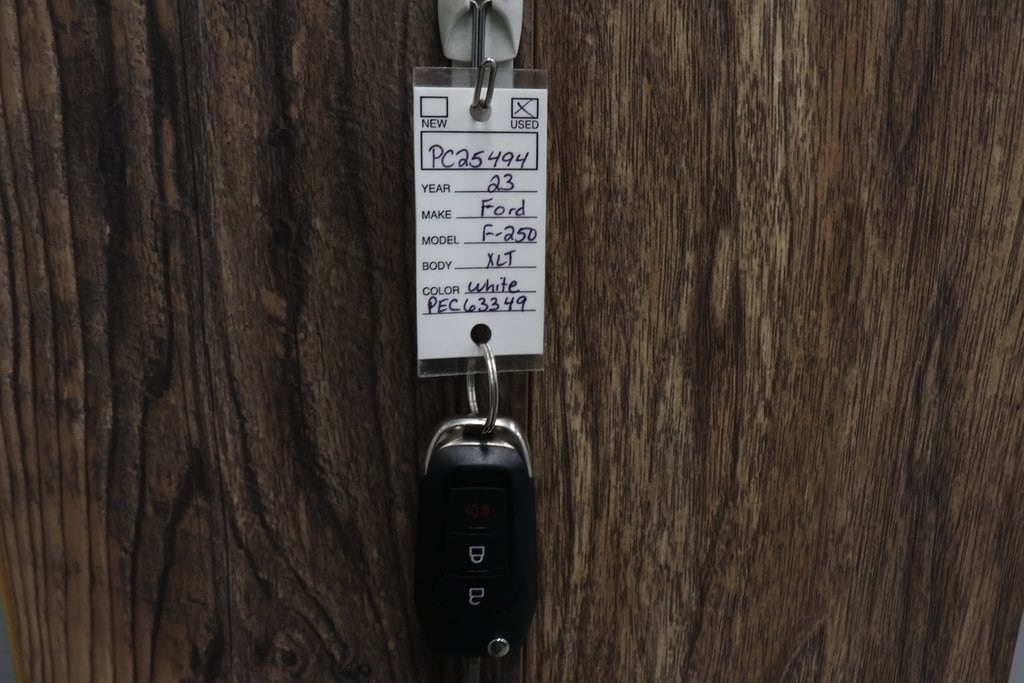 NEW USED
PC25494
YEAR 23
MAKE Ford
MODEL F-250
BODY XLT
COLOR White
PEC63349